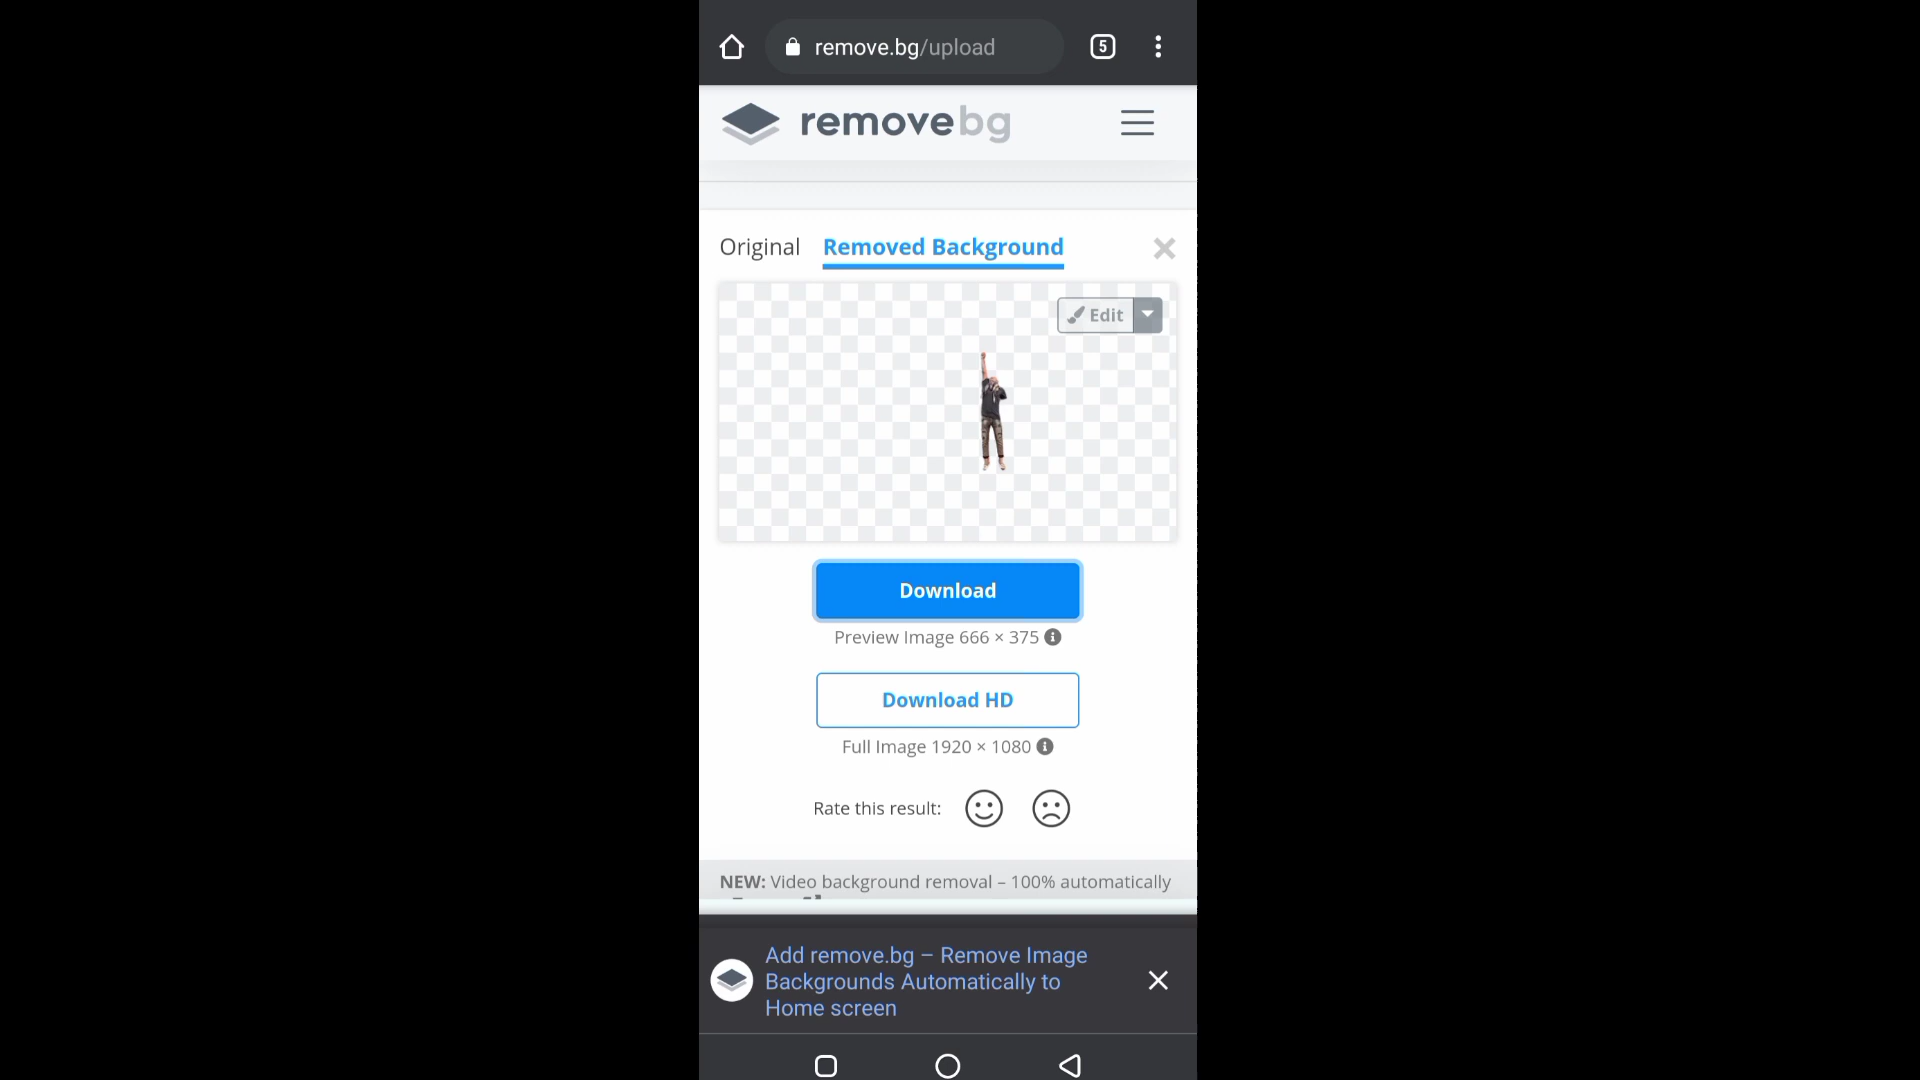 remove.bg/upload
5
removebg
Original
Removed Background
Edit
Download
Preview Image 666 × 375
Download HD
Full Image 1920 × 1080
Rate this result:
NEW: Video background removal – 100% automatically
Add remove.bg – Remove Image
Backgrounds Automatically to
Home screen